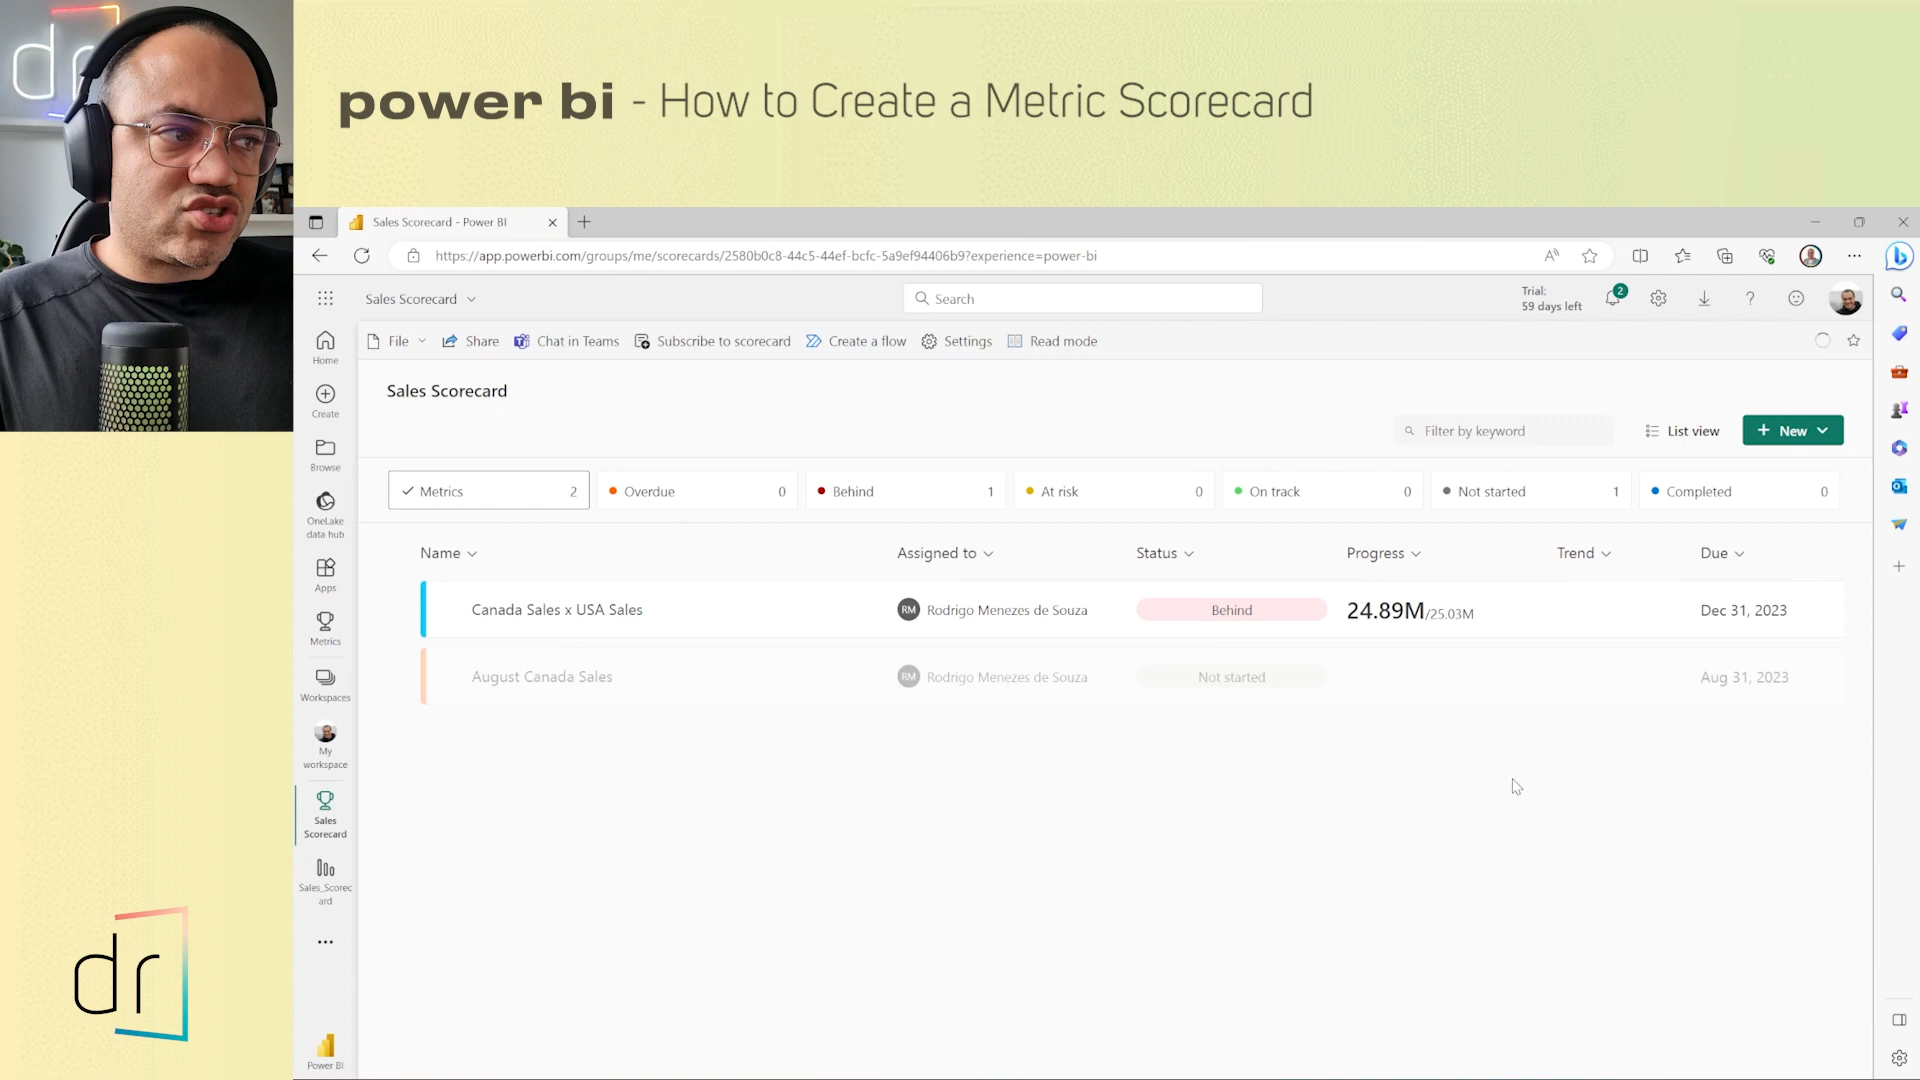 dr
power bi - How to Create a Metric Scorecard
Sales Scorecard - Power BI
https://app.powerbi.com/groups/me/scorecards/2580b0c8-44c5-44ef-bcfc-5a9ef94406b9?experience=power-bi
Sales Scorecard
Search
Trial:
59 days left
2
File
Share
Chat in Teams
Subscribe to scorecard
Create a flow
Settings
Read mode
Home
Create
Browse
OneLake
data hub
Apps
Metrics
Workspaces
My
workspace
Sales
Scorecard
Sales_Scorec
ard
Power BI
Sales Scorecard
Filter by keyword
List view
New
Metrics 2
Overdue 0
Behind 1
At risk 0
On track 0
Not started 1
Completed 0
Name Assigned to Status Progress Trend Due
Canada Sales x USA Sales RM Rodrigo Menezes de Souza Behind 24.89M/25.03M Dec 31, 2023
August Canada Sales RM Rodrigo Menezes de Souza Not started Aug 31, 2023
dr